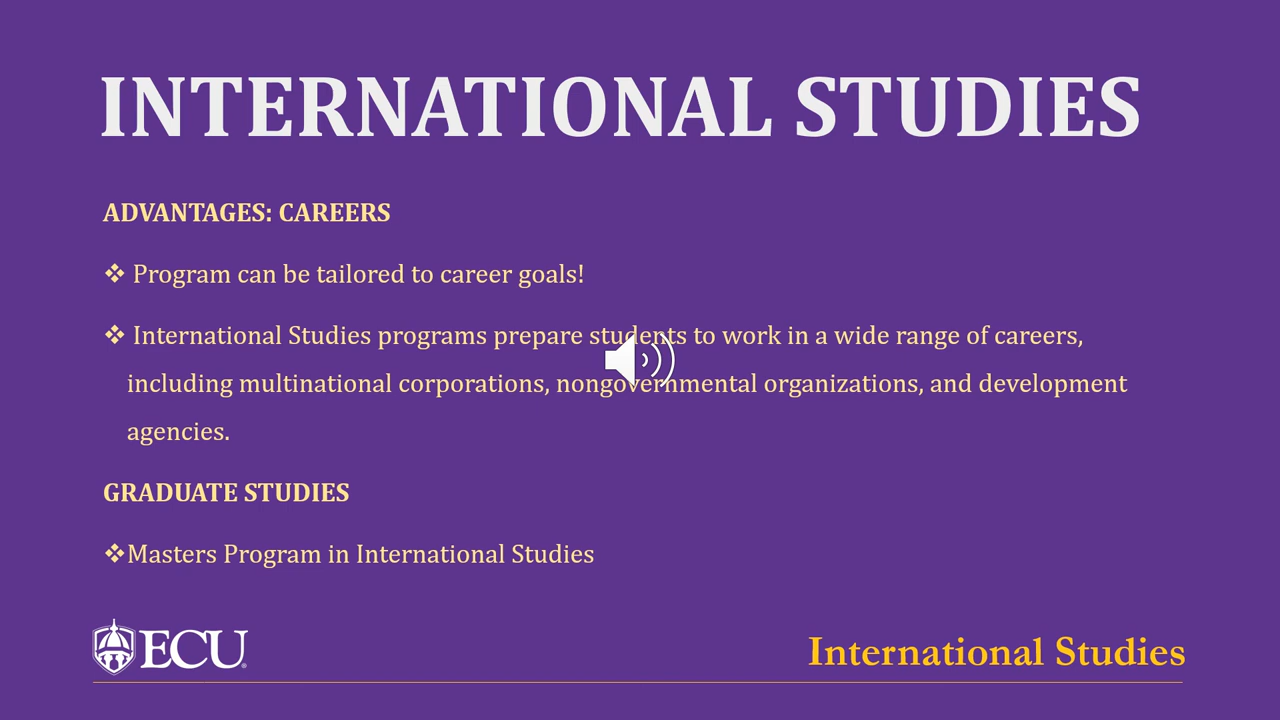 INTERNATIONAL STUDIES
ADVANTAGES: CAREERS
❖ Program can be tailored to career goals!
❖ International Studies programs prepare students to work in a wide range of careers,
including multinational corporations, nongovernmental organizations, and development
agencies.
GRADUATE STUDIES
❖Masters Program in International Studies
ECU®
International Studies